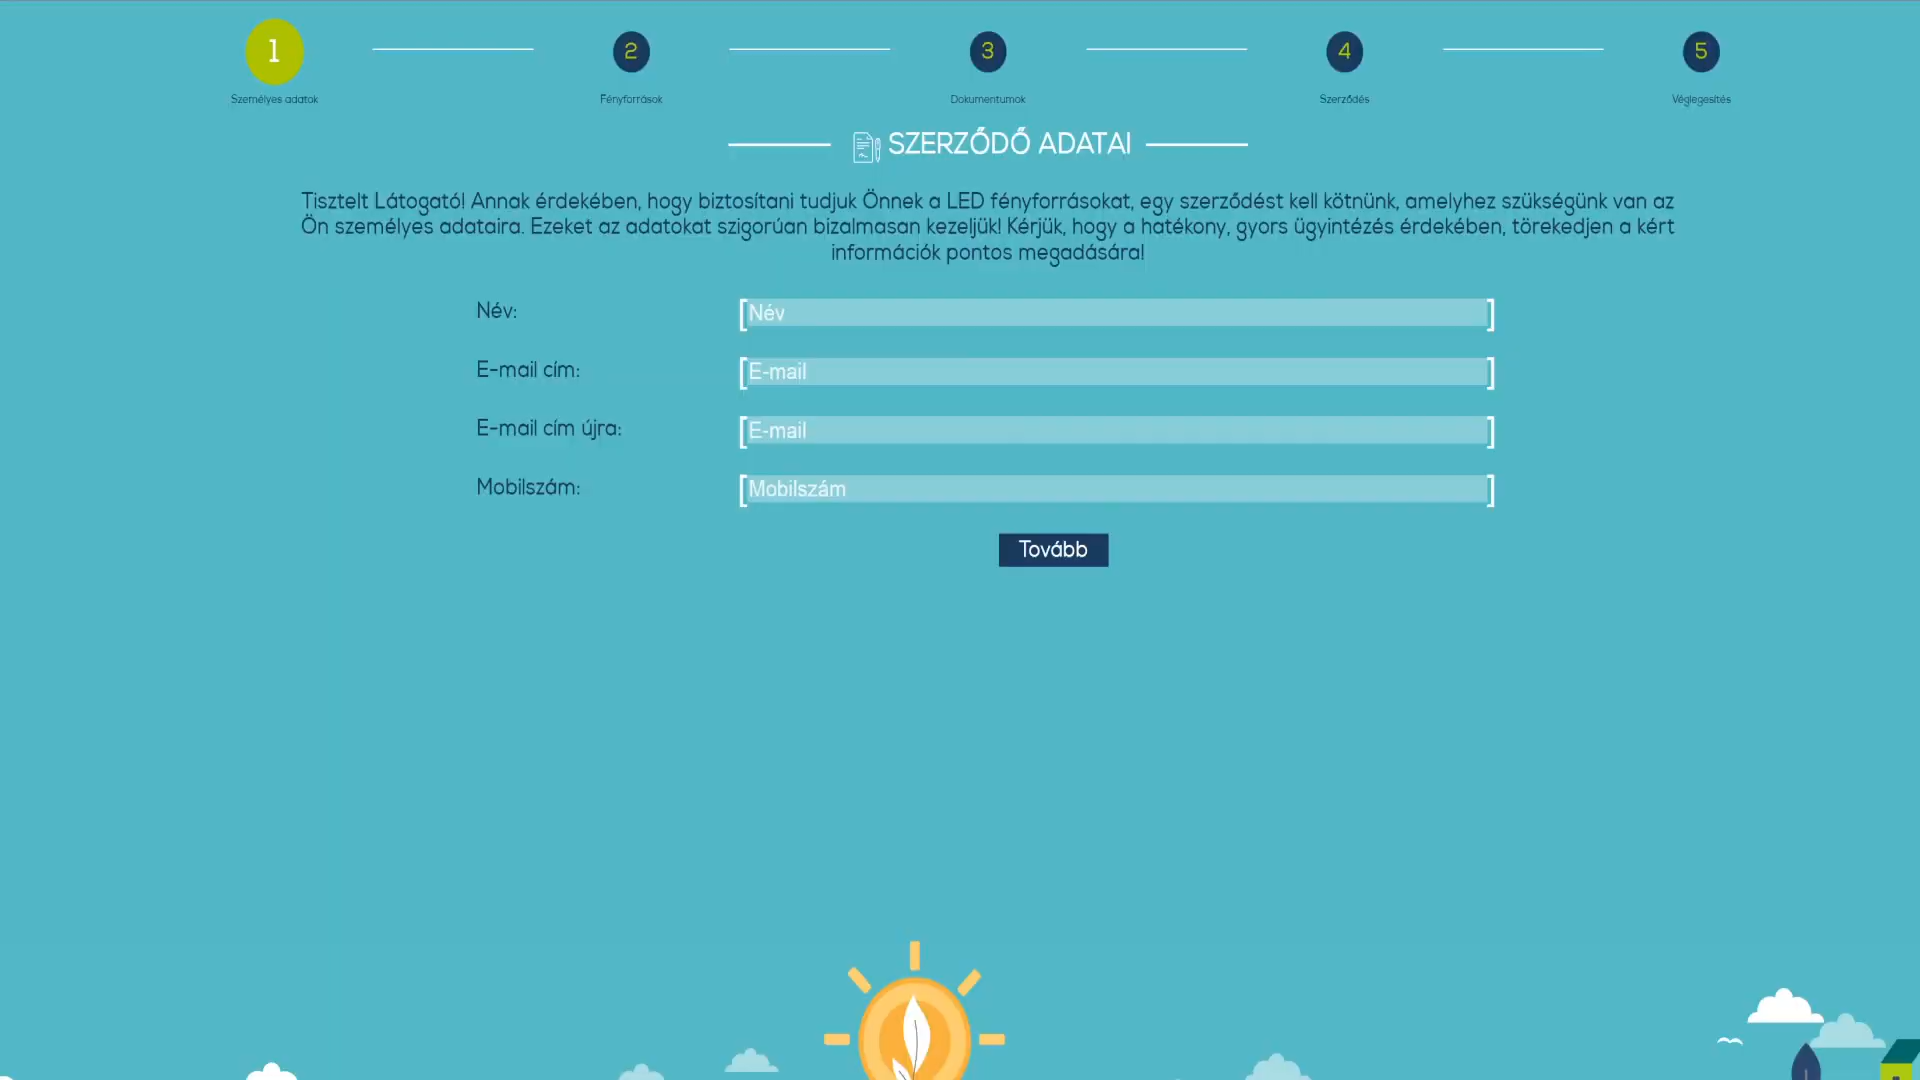 1
2
3
4
5
Személyes adatok
Fényforrások
Dokumentumok
Szerződés
Véglegesítés
SZERZŐDŐ ADATAI
Tisztelt Látogató! Annak érdekében, hogy biztosítani tudjuk Önnek a LED fényforrásokat, egy szerződést kell kötnünk, amelyhez szükségünk van az
Ön személyes adataira. Ezeket az adatokat szigorúan bizalmasan kezeljük! Kérjük, hogy a hatékony, gyors ügyintézés érdekében, törekedjen a kért
információk pontos megadására!
Név:
Név
E-mail cím:
E-mail
E-mail cím újra:
E-mail
Mobilszám:
Mobilszám
Tovább